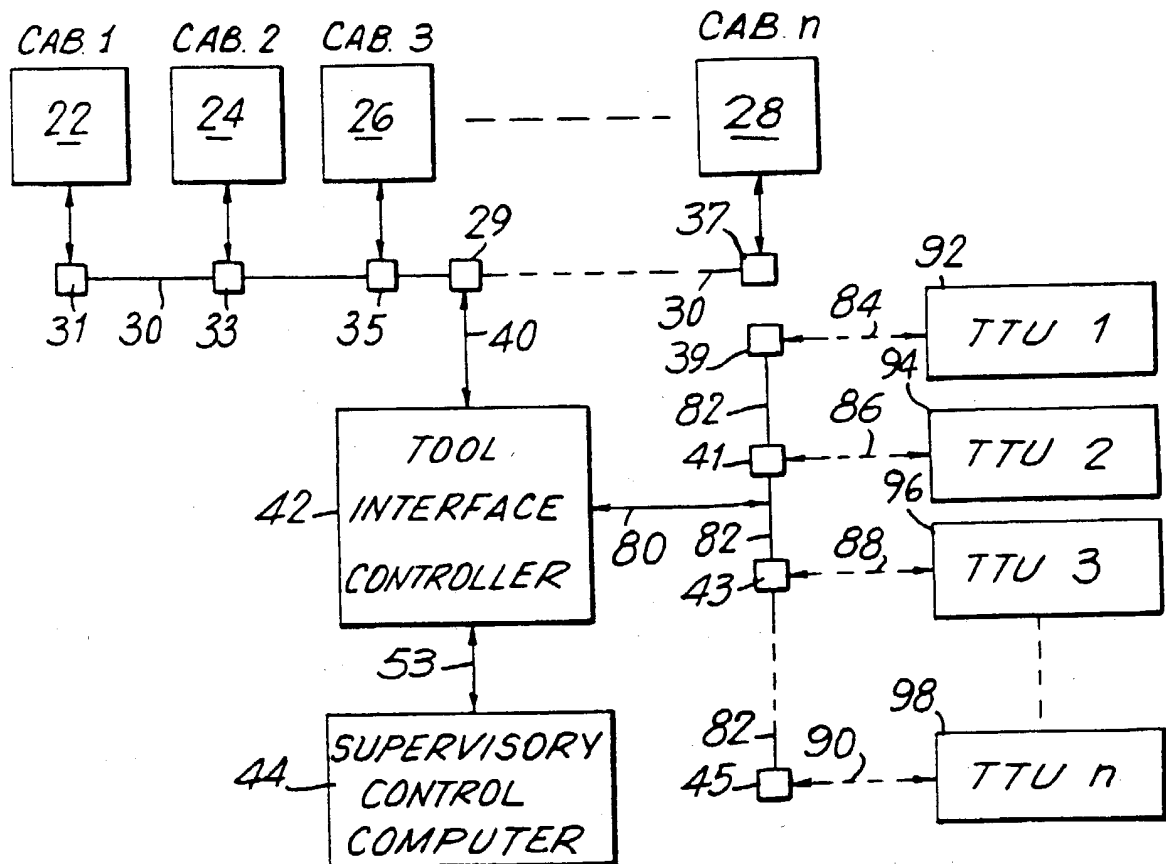 CAB. 1 CAB. 2 CAB. 3 CAB. n
22 24 26 28
29 37
31 30 33 35 30
40 39
84 92
TTU 1
82 86 94
41 TTU 2
TOOL
INTERFACE
CONTROLLER
42 80
82 88 96
43 TTU 3
53
SUPERVISORY
CONTROL
COMPUTER
44
82 90 98
45 TTU n